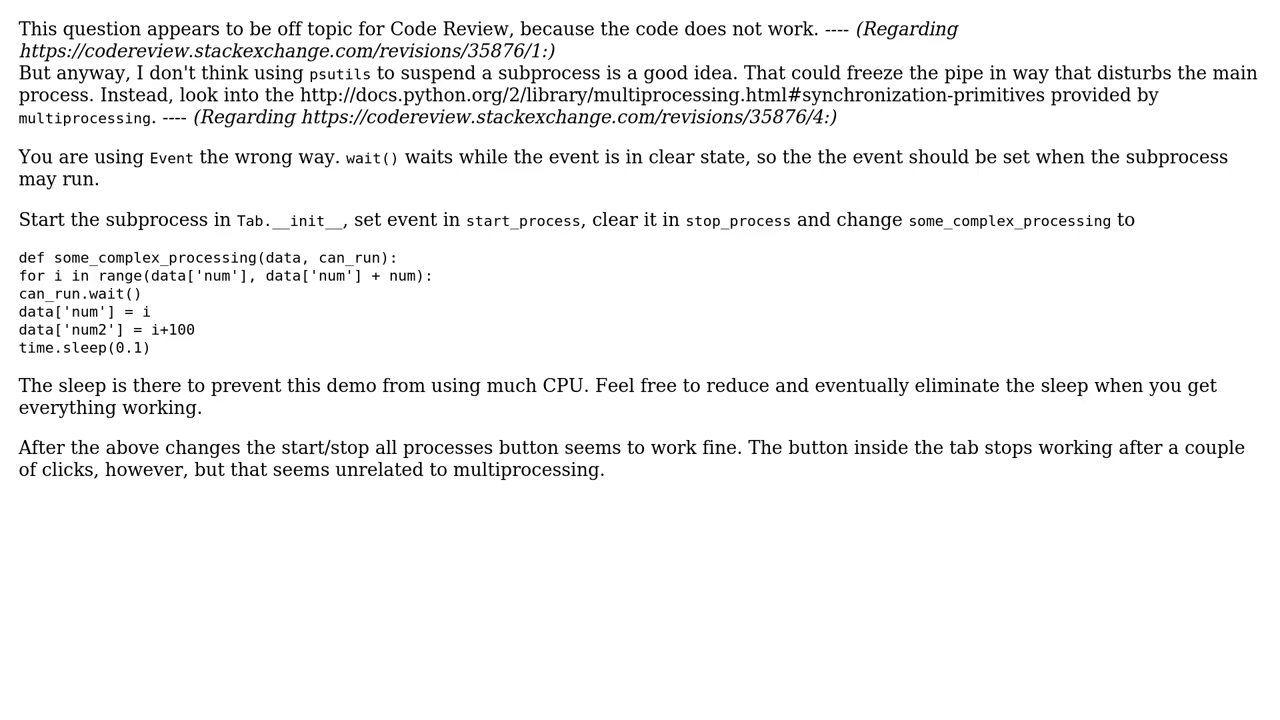 This question appears to be off topic for Code Review, because the code does not work. ---- (Regarding
https://codereview.stackexchange.com/revisions/35876/1:)
But anyway, I don't think using psutils to suspend a subprocess is a good idea. That could freeze the pipe in way that disturbs the main
process. Instead, look into the http://docs.python.org/2/library/multiprocessing.html#synchronization-primitives provided by
multiprocessing. ---- (Regarding https://codereview.stackexchange.com/revisions/35876/4:)
You are using Event the wrong way. wait() waits while the event is in clear state, so the the event should be set when the subprocess
may run.
Start the subprocess in Tab.__init__, set event in start_process, clear it in stop_process and change some_complex_processing to
def some_complex_processing(data, can_run):
for i in range(data['num'], data['num'] + num):
can_run.wait()
data['num'] = i
data['num2'] = i+100
time.sleep(0.1)
The sleep is there to prevent this demo from using much CPU. Feel free to reduce and eventually eliminate the sleep when you get
everything working.
After the above changes the start/stop all processes button seems to work fine. The button inside the tab stops working after a couple
of clicks, however, but that seems unrelated to multiprocessing.